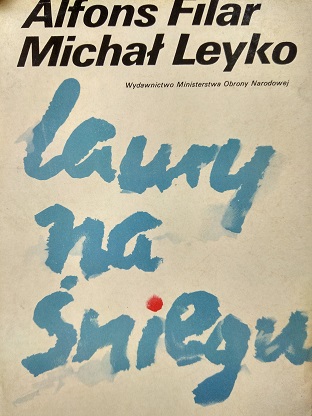 Alfons Filar
Michał Leyko
Wydawnictwo Ministerstwa Obrony Narodowej
Laury
na
Śniegu